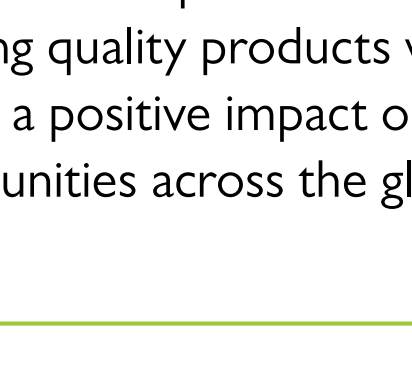 ng quality products
a positive impact o
unities across the gl